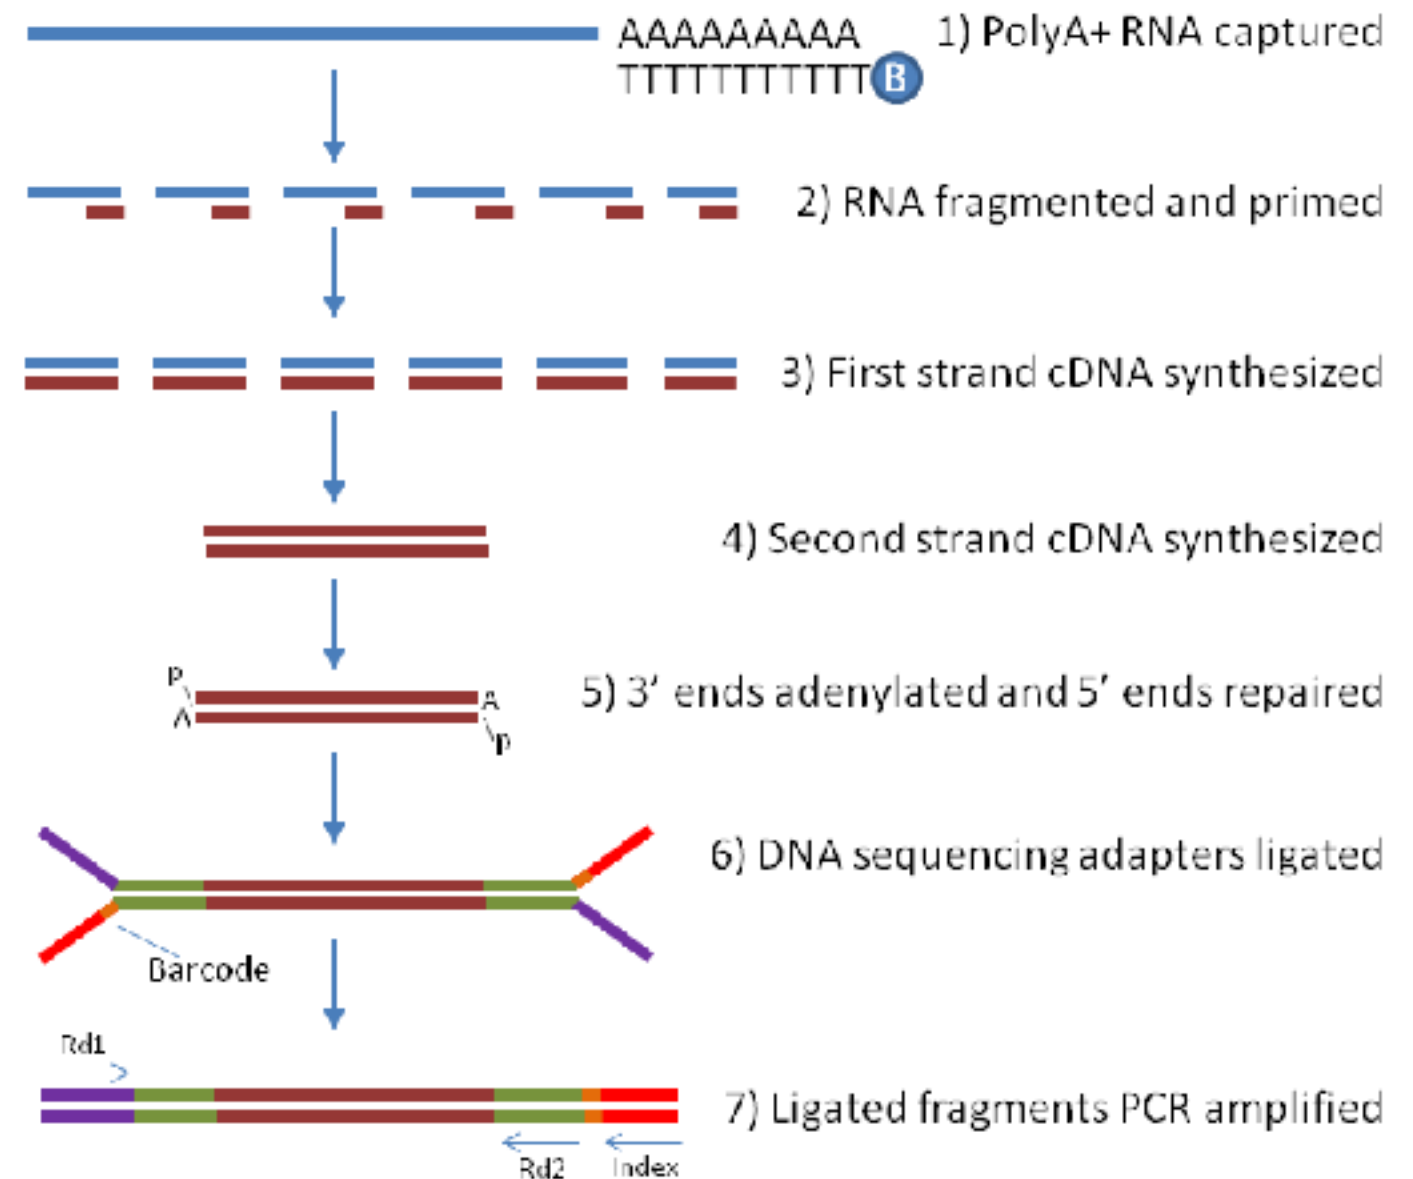 AAAAAAAAA 1) PolyA+ RNA captured
TTTTTTTTTTT B
2) RNA fragmented and primed
3) First strand cDNA synthesized
4) Second strand cDNA synthesized
p
A A
p
5) 3′ ends adenylated and 5′ ends repaired
6) DNA sequencing adapters ligated
Barcode
Rd1
7) Ligated fragments PCR amplified
Rd2 Index